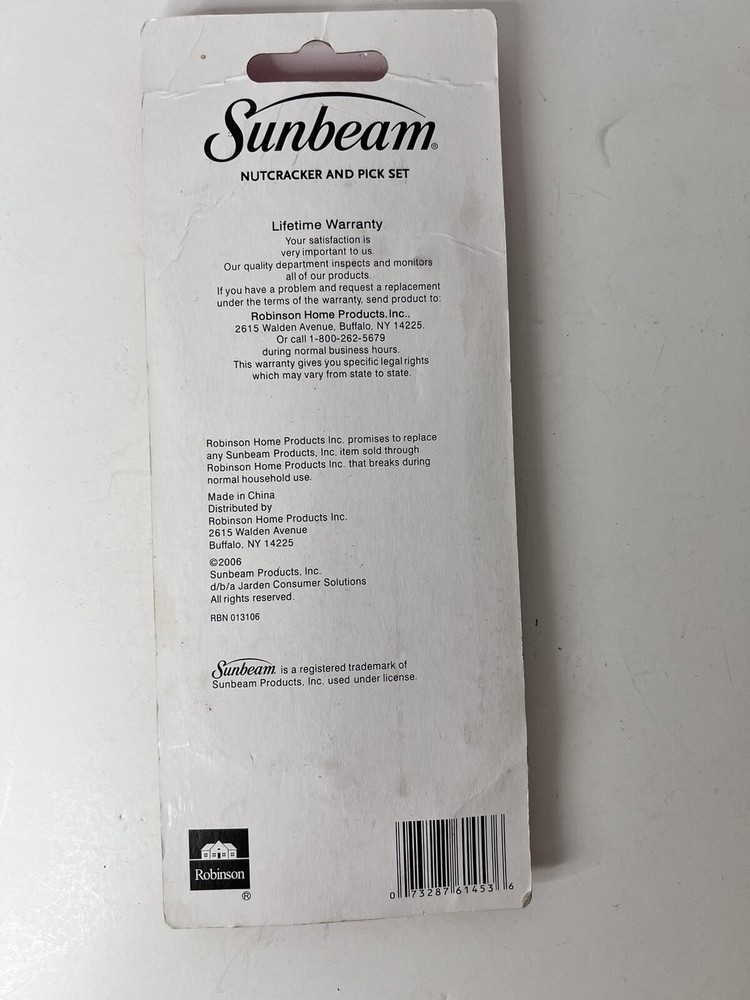 Sunbeam®
NUTCRACKER AND PICK SET
Lifetime Warranty
Your satisfaction is
very important to us.
Our quality department inspects and monitors
all of our products.
If you have a problem and request a replacement
under the terms of the warranty, send product to:
Robinson Home Products, Inc.,
2615 Walden Avenue, Buffalo, NY 14225.
Or call 1-800-262-5679
during normal business hours.
This warranty gives you specific legal rights
which may vary from state to state.
Robinson Home Products Inc. promises to replace
any Sunbeam Products, Inc. item sold through
Robinson Home Products Inc. that breaks during
normal household use.
Made in China
Distributed by
Robinson Home Products Inc.
2615 Walden Avenue
Buffalo, NY 14225
©2006
Sunbeam Products, Inc.
d/b/a Jarden Consumer Solutions
All rights reserved.
RBN 013106
Sunbeam. is a registered trademark of
Sunbeam Products, Inc. used under license.
Robinson
®
0 73287 61453 6